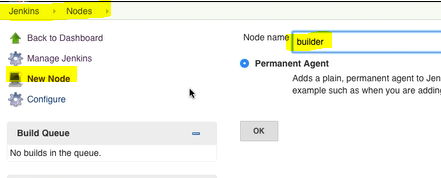 Jenkins > Nodes >
Back to Dashboard
Manage Jenkins
New Node
Configure
Build Queue
No builds in the queue.
Node name
builder
Permanent Agent
Adds a plain, permanent agent to Jen
example such as when you are adding
OK